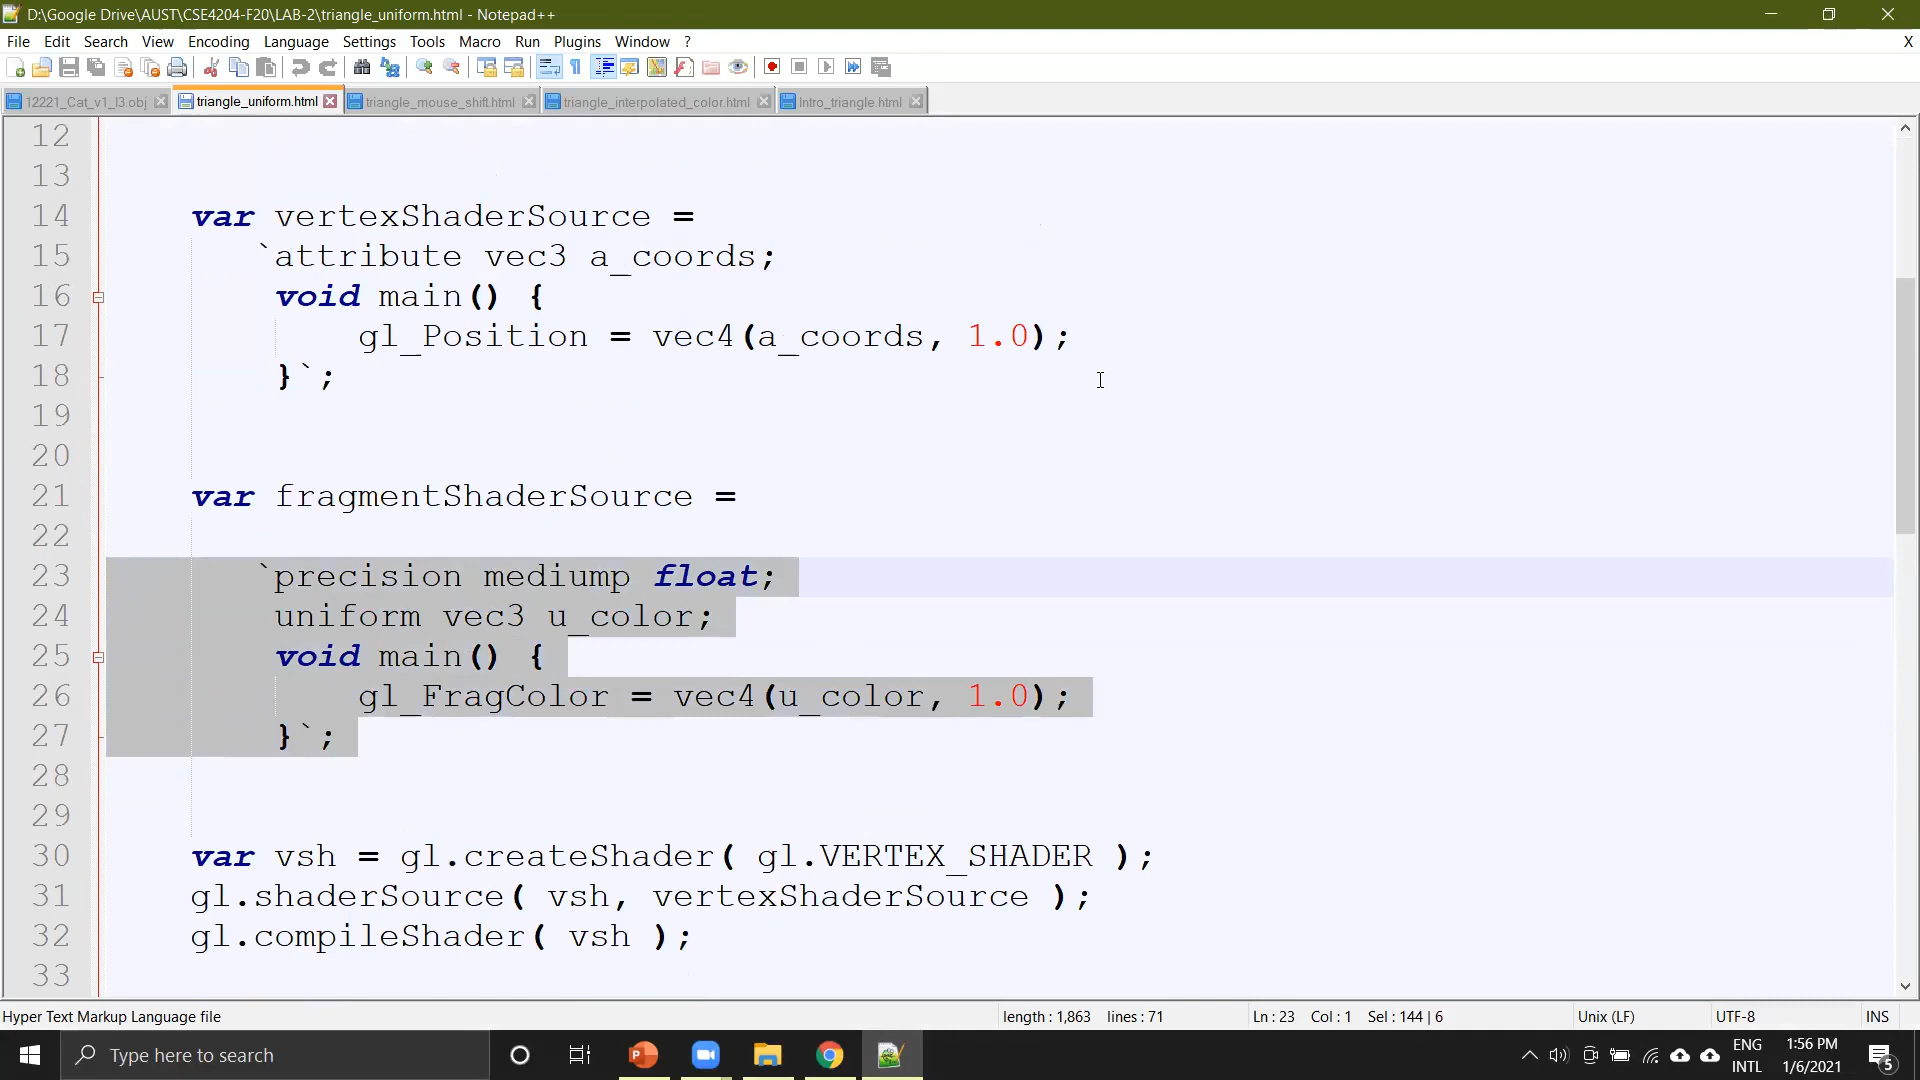 D:\Google Drive\AUST\CSE4204-F20\LAB-2\triangle_uniform.html - Notepad++
File Edit Search View Encoding Language Settings Tools Macro Run Plugins Window ? X
12221_Cat_v1_l3.obj triangle_uniform.html triangle_mouse_shift.html triangle_interpolated_color.html Intro_triangle.html
12
13
14 var vertexShaderSource =
15 `attribute vec3 a_coords;
16 void main() {
17 gl_Position = vec4(a_coords, 1.0);
18 }`;
19
20
21 var fragmentShaderSource =
22
23 `precision mediump float;
24 uniform vec3 u_color;
25 void main() {
26 gl_FragColor = vec4(u_color, 1.0);
27 }`;
28
29
30 var vsh = gl.createShader( gl.VERTEX_SHADER );
31 gl.shaderSource( vsh, vertexShaderSource );
32 gl.compileShader( vsh );
33
Hyper Text Markup Language file length : 1,863 lines : 71 Ln : 23 Col : 1 Sel : 144 | 6 Unix (LF) UTF-8 INS
Type here to search
ENG 1:56 PM
INTL 1/6/2021 5